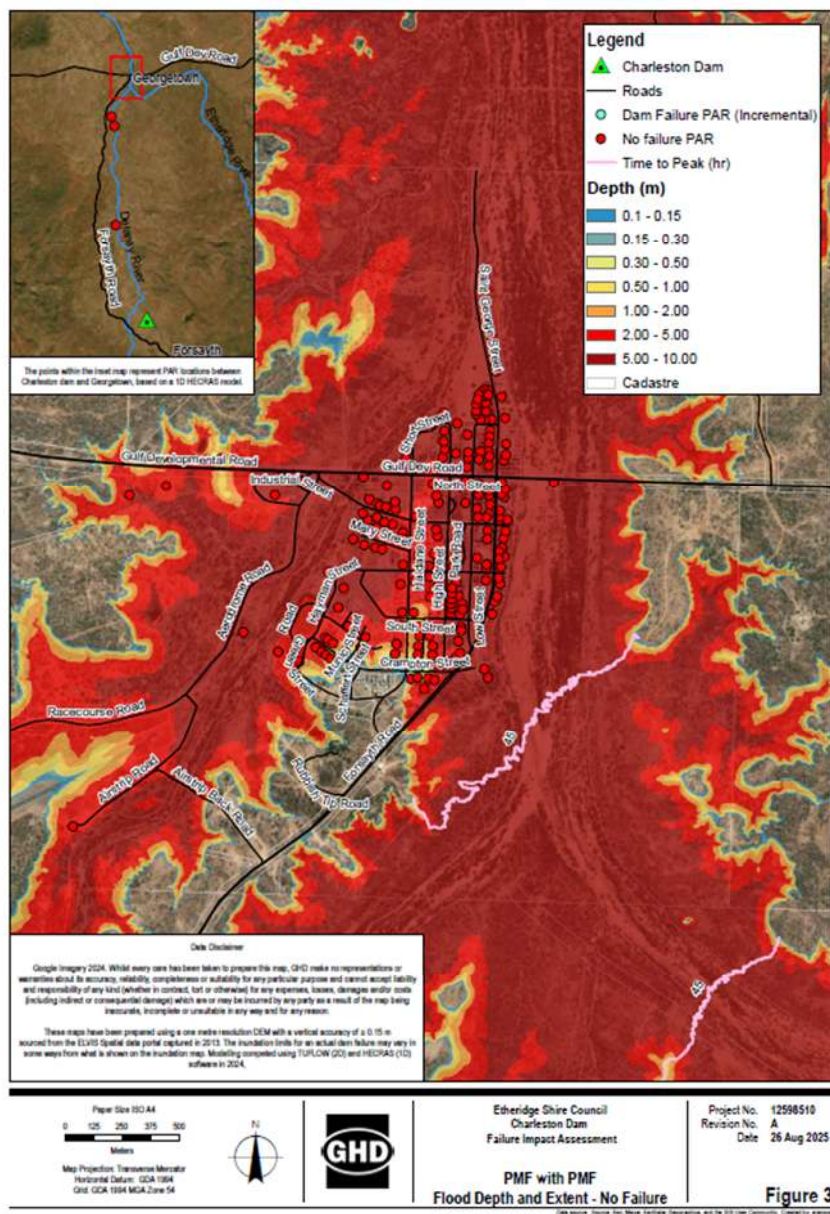 Gulf Dev Road
Georgetown
Etheridge River
Delaney River
Forsayth Road
Forsayth
The points within the inset map represent PAR locations between
Charleston dam and Georgetown, based on a 1D HECRAS model.
Legend
Charleston Dam
Roads
Dam Failure PAR (Incremental)
No failure PAR
Time to Peak (hr)
Depth (m)
0.1 - 0.15
0.15 - 0.30
0.30 - 0.50
0.50 - 1.00
1.00 - 2.00
2.00 - 5.00
5.00 - 10.00
Cadastre
Saint George Street
Short Street
Gulf Developmental Road
Gulf Dev Road
Industrial Street
North Street
Mary Street
Haldane Street
High Street
Park Road
Low Street
Aerodrome Road
Road
Green
Street
South Street
Crampton Street
Racecourse Road
Airstrip Road
Airstrip Back Road
Forsayth Road
Rubbish Tip Road
45
45
Data Disclaimer
Google Imagery 2024. Whilst every care has been taken to prepare this map, GHD make no representations or
warranties about its accuracy, reliability, completeness or suitability for any particular purpose and cannot accept liability
and responsibility of any kind (whether in contract, tort or otherwise) for any expenses, losses, damages and/or costs
(including indirect or consequential damage) which are or may be incurred by any party as a result of the map being
inaccurate, incomplete or unsuitable in any way and for any reason.
These maps have been prepared using a one metre resolution DEM with a vertical accuracy of ± 0.15 m
sourced from the ELVIS Spatial data portal captured in 2013. The inundation limits for an actual dam failure may vary in
some ways from what is shown on the inundation map. Modelling competed using TUFLOW (2D) and HECRAS (1D)
software in 2024.
Paper Size ISO A4
0 125 250 375 500
Meters
Map Projection: Transverse Mercator
Horizontal Datum: GDA 1994
Grid: GDA 1994 MGA Zone 54
N
GHD
Etheridge Shire Council
Charleston Dam
Failure Impact Assessment
PMF with PMF
Flood Depth and Extent - No Failure
Project No. 12598510
Revision No. A
Date 26 Aug 2025
Figure 3